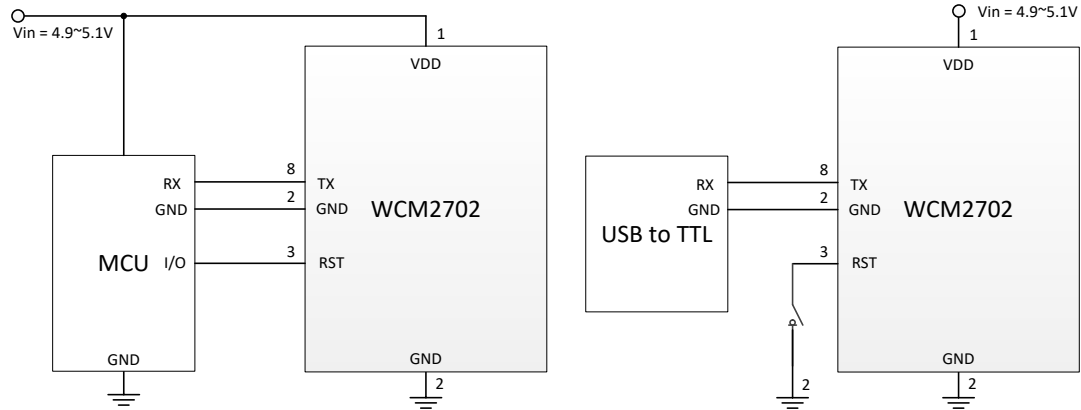 Vin = 4.9~5.1V
1
VDD
RX
8
TX
GND
2
GND
WCM2702
MCU
I/O
3
RST
GND
GND
2
Vin = 4.9~5.1V
1
VDD
RX
8
TX
GND
2
GND
WCM2702
USB to TTL
3
RST
GND
2
2